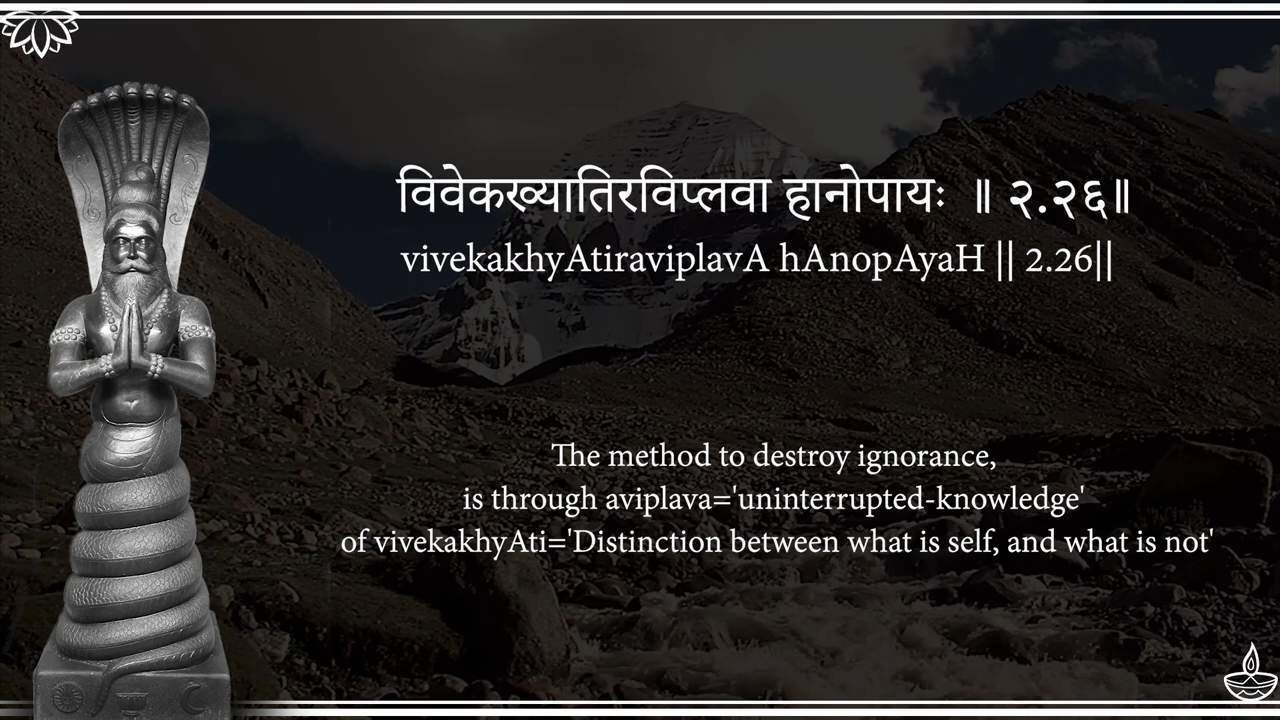 विवेकख्यातिरविप्लवा हानोपायः ॥ २.२६॥
vivekakhyAtiraviplavA hAnopAyaH || 2.26||
The method to destroy ignorance,
is through aviplava='uninterrupted-knowledge'
of vivekakhyAti='Distinction between what is self, and what is not'